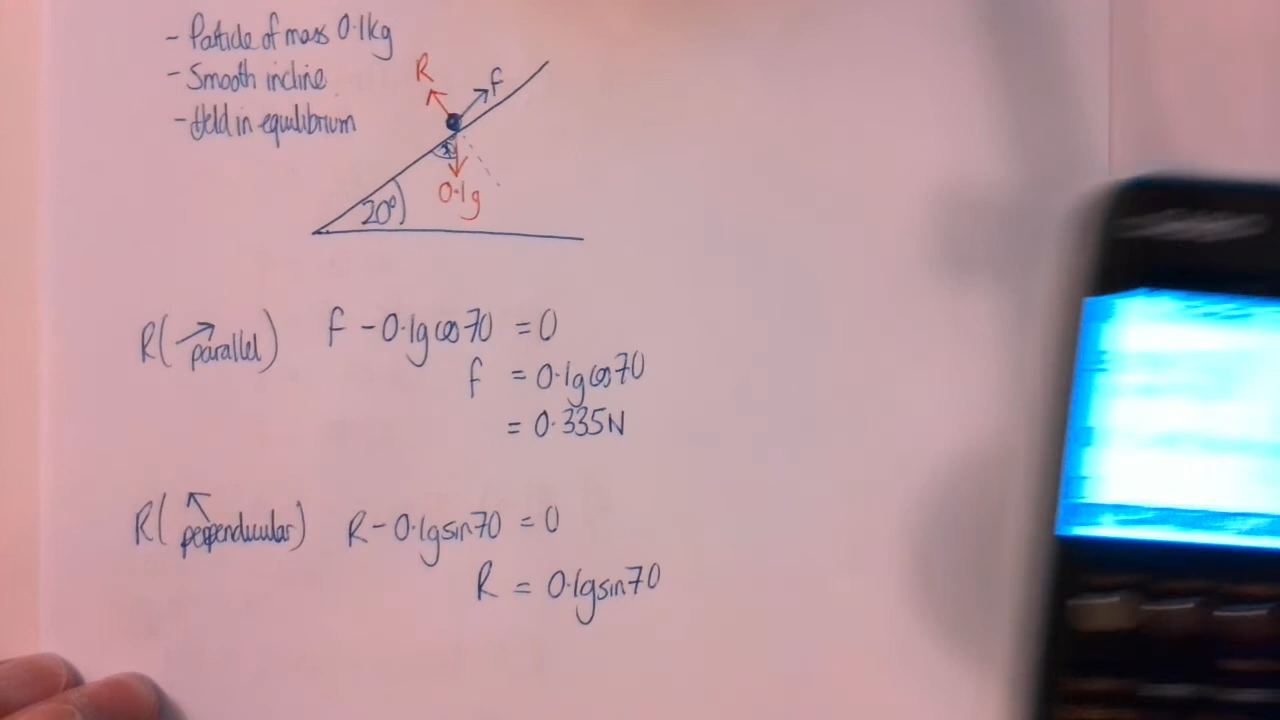 - Particle of mass 0.1kg
- Smooth incline
- Held in equilibrium
R
f
0.1g
20°
R(↗ parallel) f - 0.1gcos70 = 0
f = 0.1gcos70
= 0.335N
R(↖ perpendicular) R - 0.1gsin70 = 0
R = 0.1gsin70